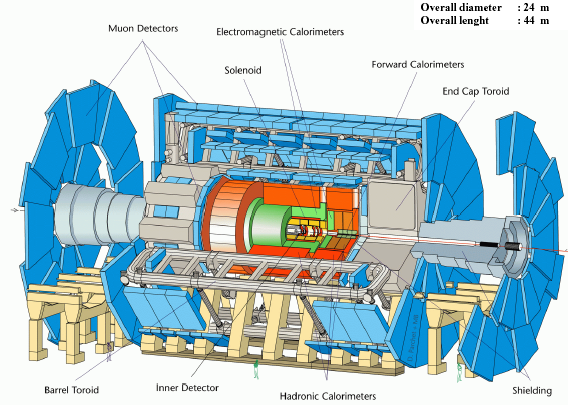 Overall diameter : 24 m
Overall lenght : 44 m
Muon Detectors
Electromagnetic Calorimeters
Solenoid
Forward Calorimeters
End Cap Toroid
Barrel Toroid
Inner Detector
Hadronic Calorimeters
Shielding